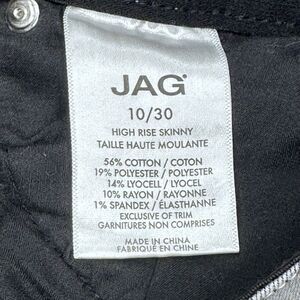 JAG
10/30
HIGH RISE SKINNY
TAILLE HAUTE MOULANTE
56% COTTON / COTON
19% POLYESTER / POLYESTER
14% LYOCELL / LYOCEL
10% RAYON / RAYONNE
1% SPANDEX / ÉLASTHANNE
EXCLUSIVE OF TRIM
GARNITURES NON COMPRISES
MADE IN CHINA
FABRIQUÉ EN CHINE